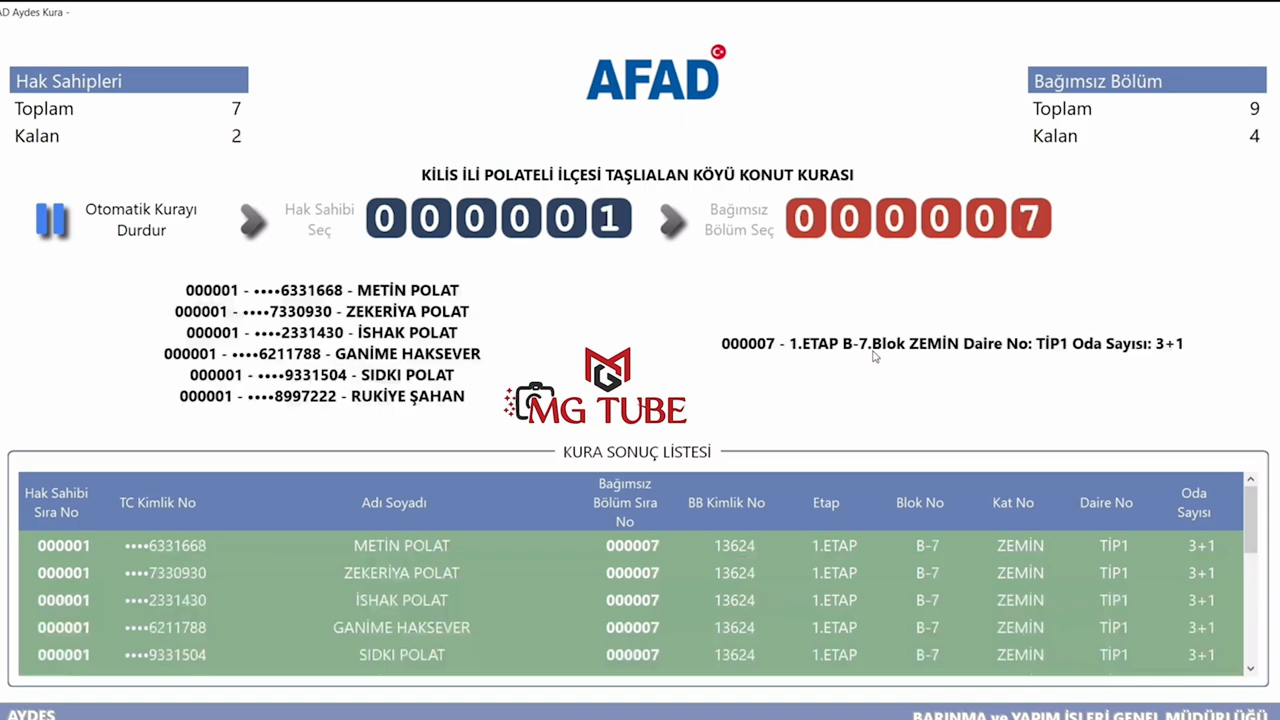 AD Aydes Kura -
AFAD
Hak Sahipleri
Toplam 7
Kalan 2
Bağımsız Bölüm
Toplam 9
Kalan 4
KİLİS İLİ POLATELİ İLÇESİ TAŞLIALAN KÖYÜ KONUT KURASI
Otomatik Kurayı
Durdur
Hak Sahibi
Seç
000001
Bağımsız
Bölüm Seç
000007
000001 - ••••6331668 - METİN POLAT
000001 - ••••7330930 - ZEKERİYA POLAT
000001 - ••••2331430 - İSHAK POLAT
000001 - ••••6211788 - GANİME HAKSEVER
000001 - ••••9331504 - SIDKI POLAT
000001 - ••••8997222 - RUKİYE ŞAHAN
000007 - 1.ETAP B-7.Blok ZEMİN Daire No: TİP1 Oda Sayısı: 3+1
MG TUBE
KURA SONUÇ LİSTESİ
Hak Sahibi Sıra No TC Kimlik No Adı Soyadı Bağımsız Bölüm Sıra No BB Kimlik No Etap Blok No Kat No Daire No Oda Sayısı
000001 ••••6331668 METİN POLAT 000007 13624 1.ETAP B-7 ZEMİN TİP1 3+1
000001 ••••7330930 ZEKERİYA POLAT 000007 13624 1.ETAP B-7 ZEMİN TİP1 3+1
000001 ••••2331430 İSHAK POLAT 000007 13624 1.ETAP B-7 ZEMİN TİP1 3+1
000001 ••••6211788 GANİME HAKSEVER 000007 13624 1.ETAP B-7 ZEMİN TİP1 3+1
000001 ••••9331504 SIDKI POLAT 000007 13624 1.ETAP B-7 ZEMİN TİP1 3+1
AYDES
BARINMA ve YAPIM İŞLERİ GENEL MÜDÜRLÜĞÜ